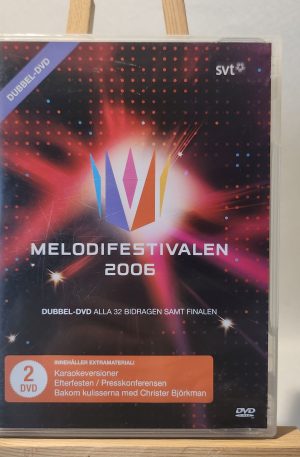 DUBBEL-DVD
svt
MELODIFESTIVALEN
2006
DUBBEL-DVD ALLA 32 BIDRAGEN SAMT FINALEN
2
DVD
INNEHÅLLER EXTRAMATERIAL:
Karaokeversioner
Efterfesten / Presskonferensen
Bakom kulisserna med Christer Björkman
DVD